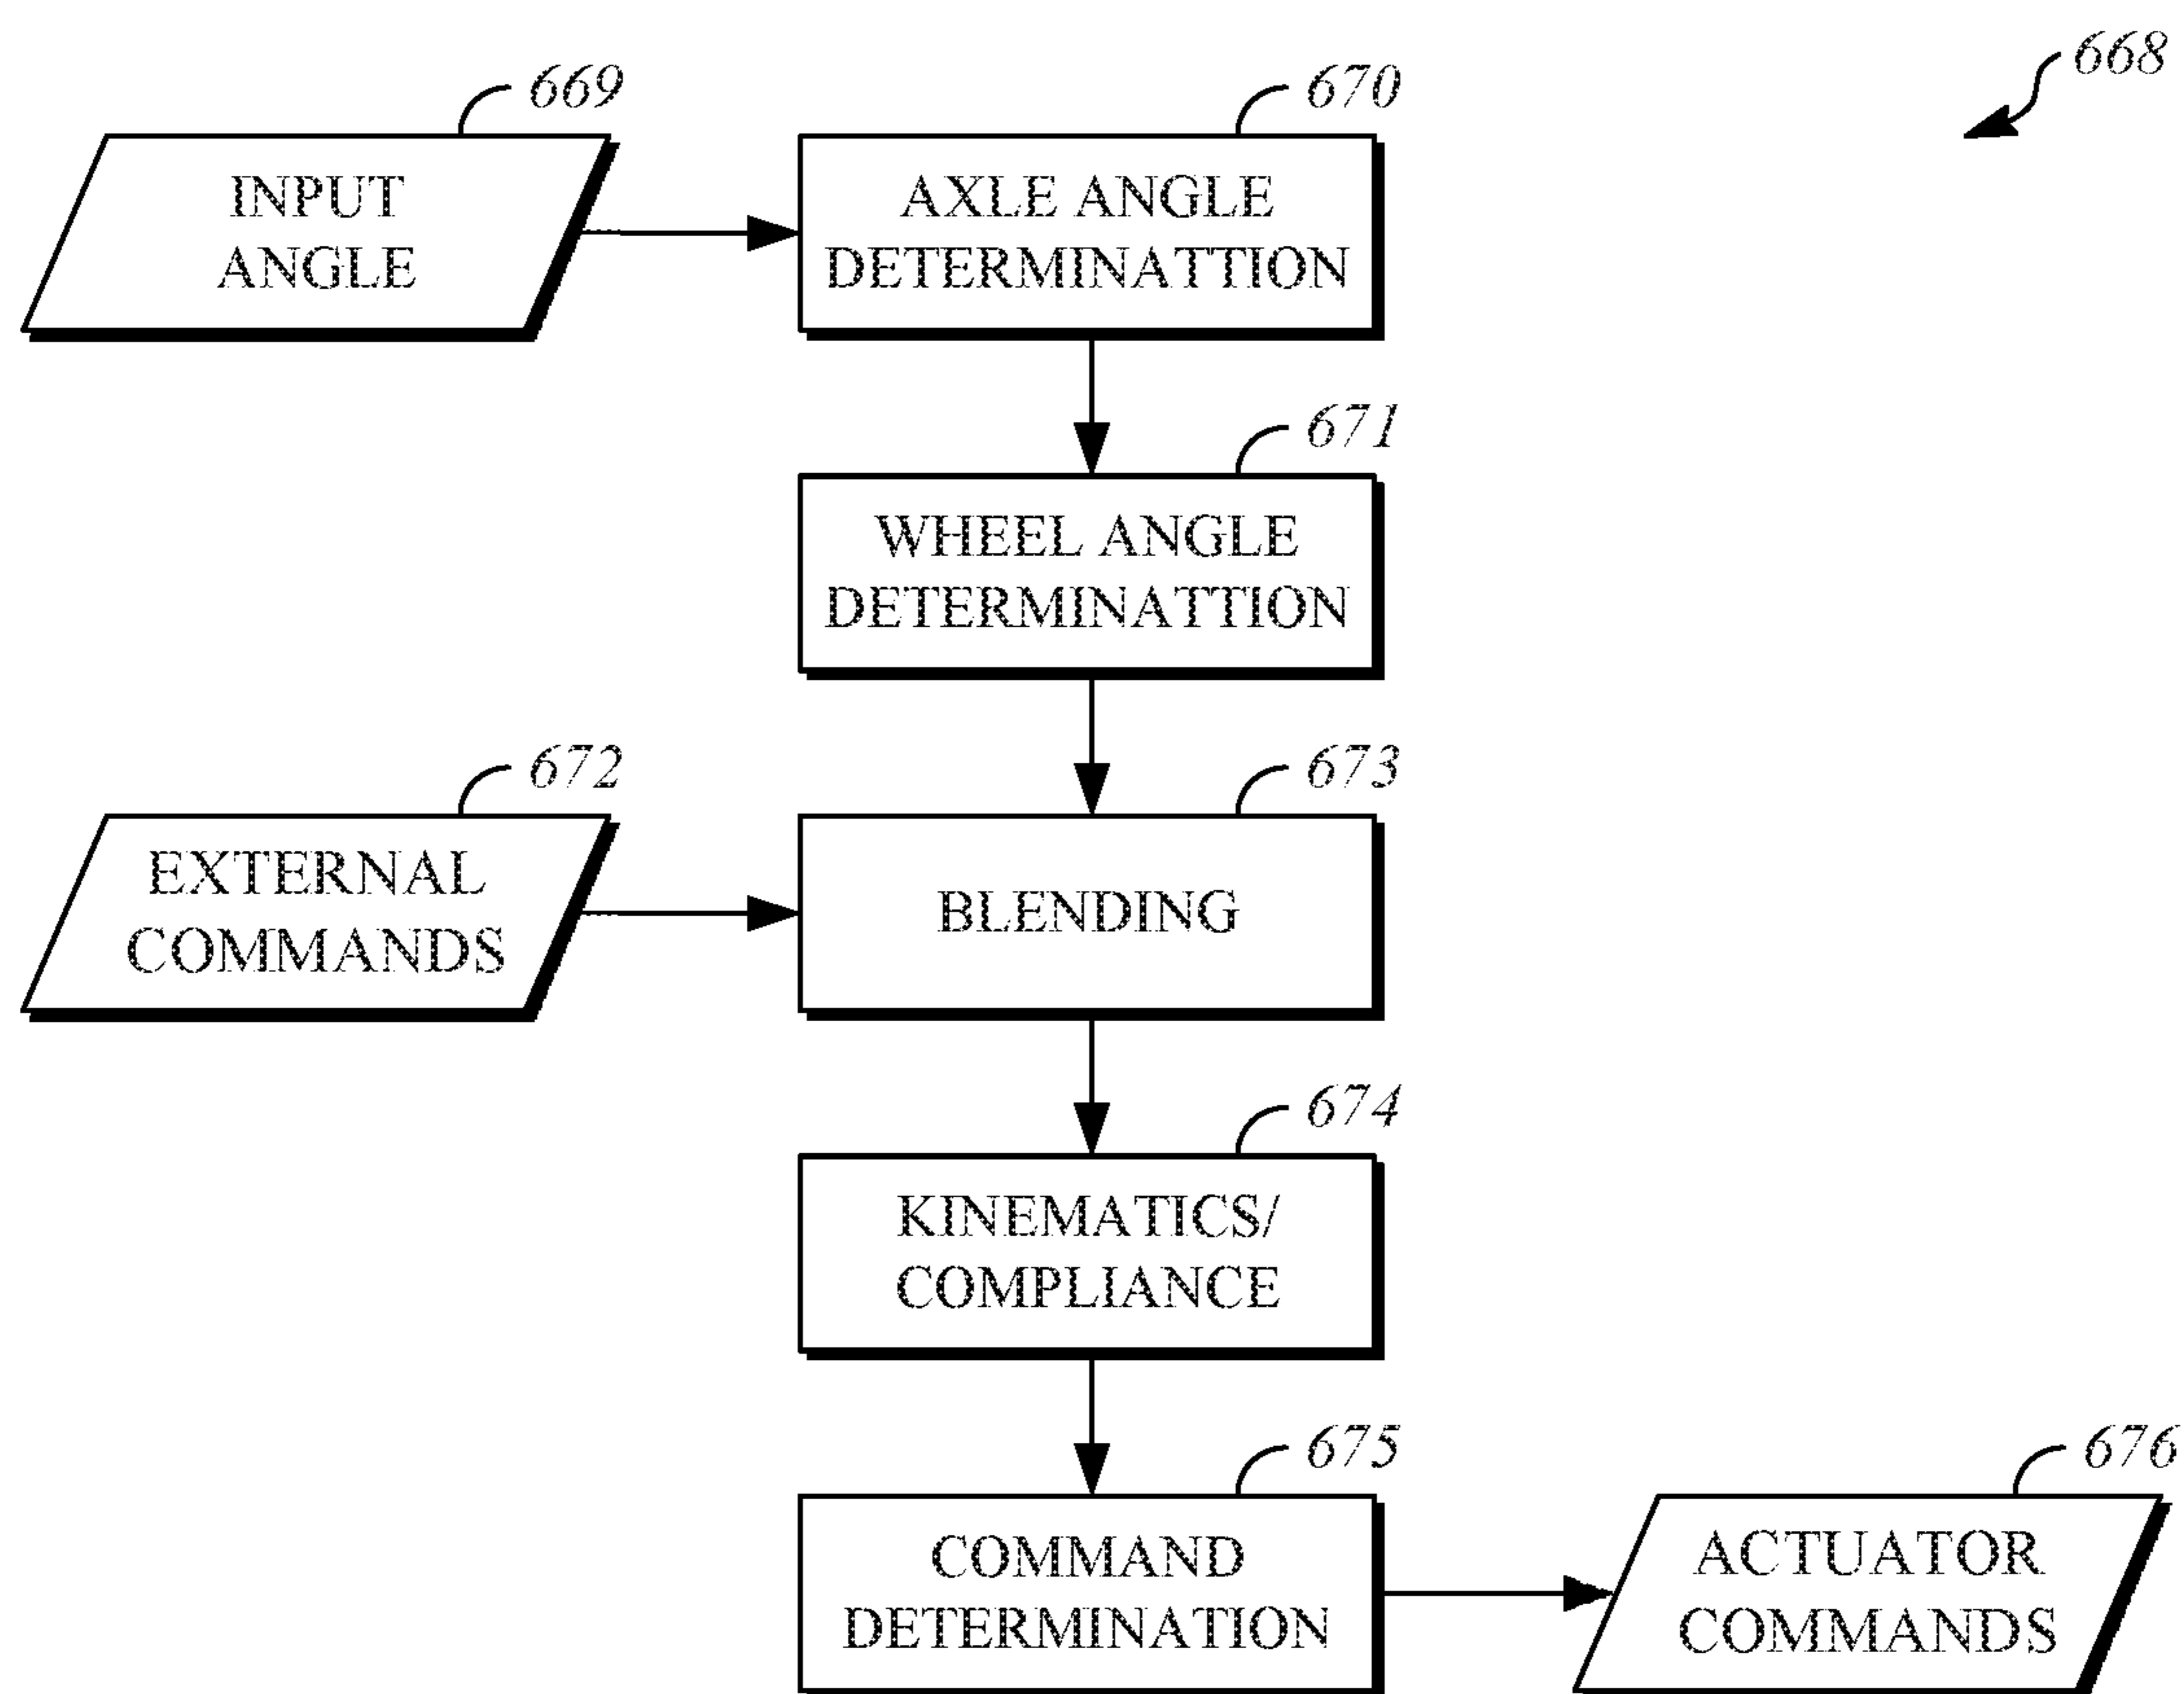 668
669
INPUT
ANGLE
670
AXLE ANGLE
DETERMINATTION
671
WHEEL ANGLE
DETERMINATTION
672
EXTERNAL
COMMANDS
673
BLENDING
674
KINEMATICS/
COMPLIANCE
675
COMMAND
DETERMINATION
676
ACTUATOR
COMMANDS